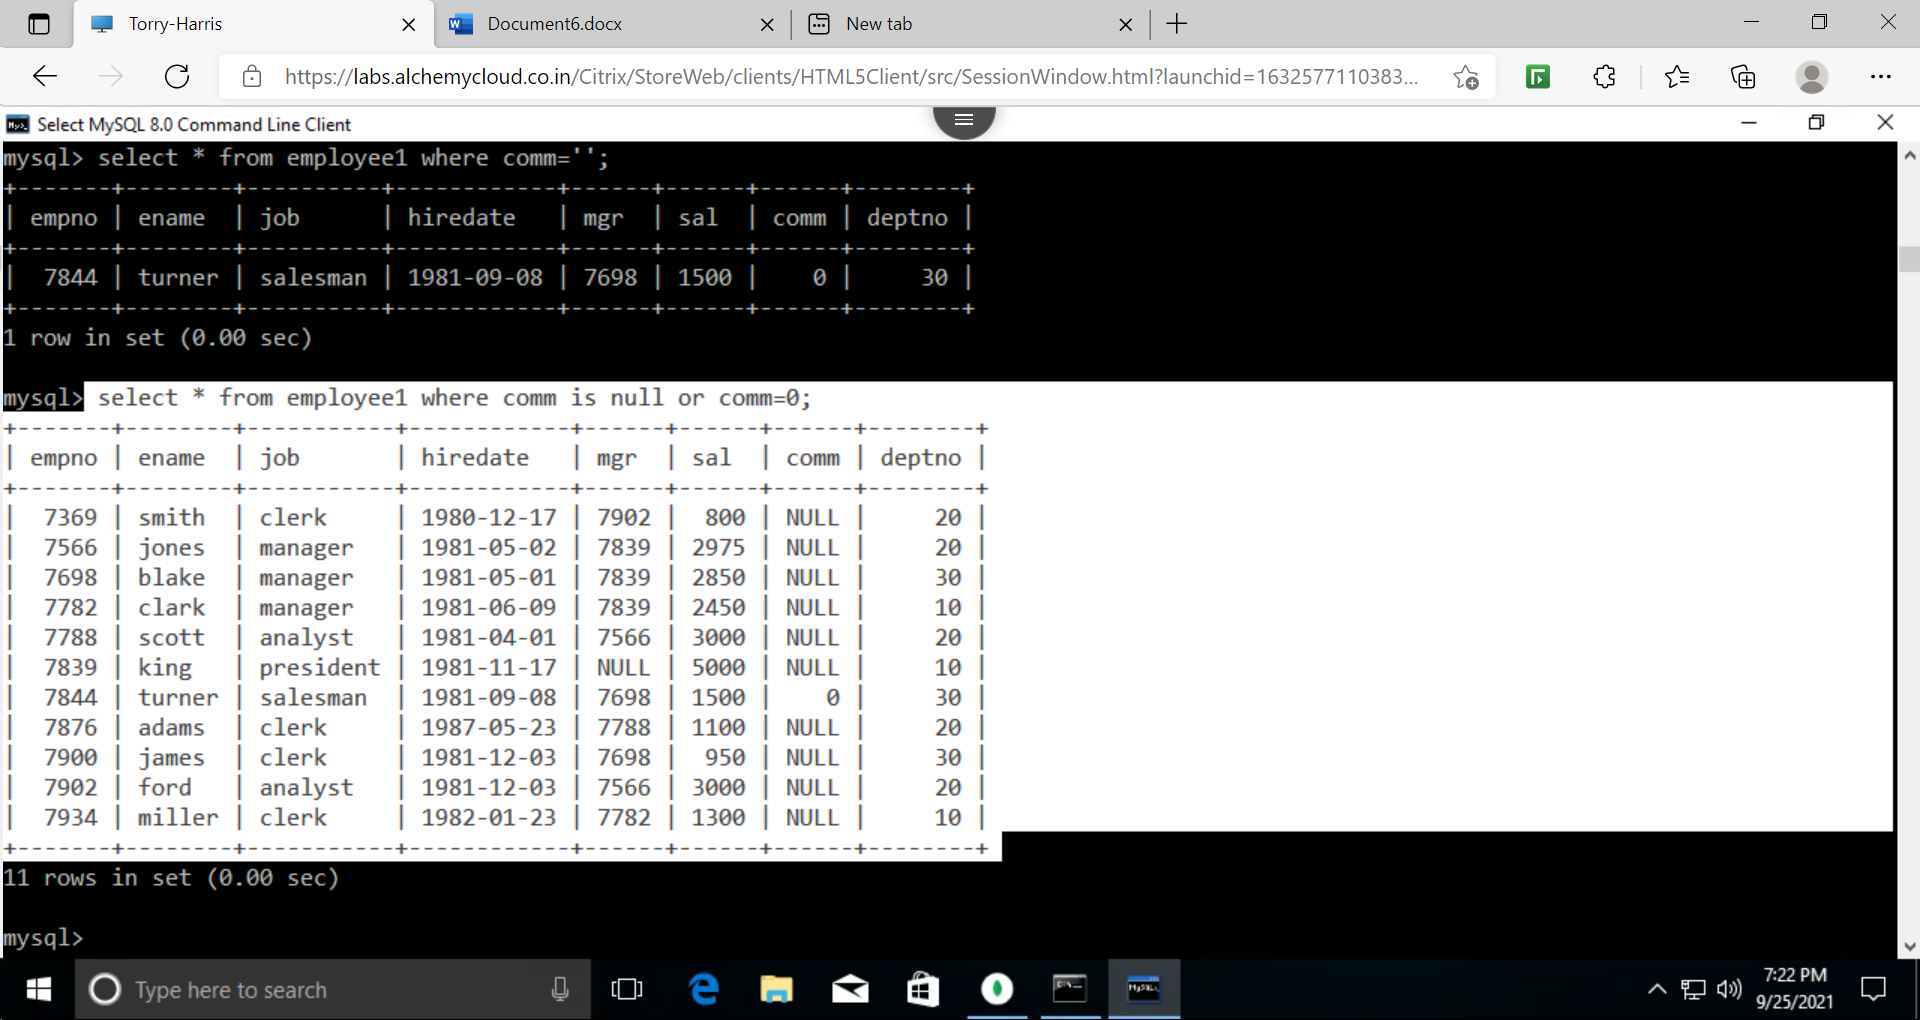 Torry-Harris
Document6.docx
New tab
https://labs.alchemycloud.co.in/Citrix/StoreWeb/clients/HTML5Client/src/SessionWindow.html?launchid=1632577110383...
Select MySQL 8.0 Command Line Client
mysql> select * from employee1 where comm='';
+-------+--------+----------+------------+------+------+------+--------+
| empno | ename  | job      | hiredate   | mgr  | sal  | comm | deptno |
+-------+--------+----------+------------+------+------+------+--------+
|  7844 | turner | salesman | 1981-09-08 | 7698 | 1500 |    0 |     30 |
+-------+--------+----------+------------+------+------+------+--------+
1 row in set (0.00 sec)
mysql> select * from employee1 where comm is null or comm=0;
+-------+--------+-----------+------------+------+------+------+--------+
| empno | ename  | job       | hiredate   | mgr  | sal  | comm | deptno |
+-------+--------+-----------+------------+------+------+------+--------+
|  7369 | smith  | clerk     | 1980-12-17 | 7902 |  800 | NULL |     20 |
|  7566 | jones  | manager   | 1981-05-02 | 7839 | 2975 | NULL |     20 |
|  7698 | blake  | manager   | 1981-05-01 | 7839 | 2850 | NULL |     30 |
|  7782 | clark  | manager   | 1981-06-09 | 7839 | 2450 | NULL |     10 |
|  7788 | scott  | analyst   | 1981-04-01 | 7566 | 3000 | NULL |     20 |
|  7839 | king   | president | 1981-11-17 | NULL | 5000 | NULL |     10 |
|  7844 | turner | salesman  | 1981-09-08 | 7698 | 1500 |    0 |     30 |
|  7876 | adams  | clerk     | 1987-05-23 | 7788 | 1100 | NULL |     20 |
|  7900 | james  | clerk     | 1981-12-03 | 7698 |  950 | NULL |     30 |
|  7902 | ford   | analyst   | 1981-12-03 | 7566 | 3000 | NULL |     20 |
|  7934 | miller | clerk     | 1982-01-23 | 7782 | 1300 | NULL |     10 |
+-------+--------+-----------+------------+------+------+------+--------+
11 rows in set (0.00 sec)
mysql>
Type here to search
7:22 PM
9/25/2021